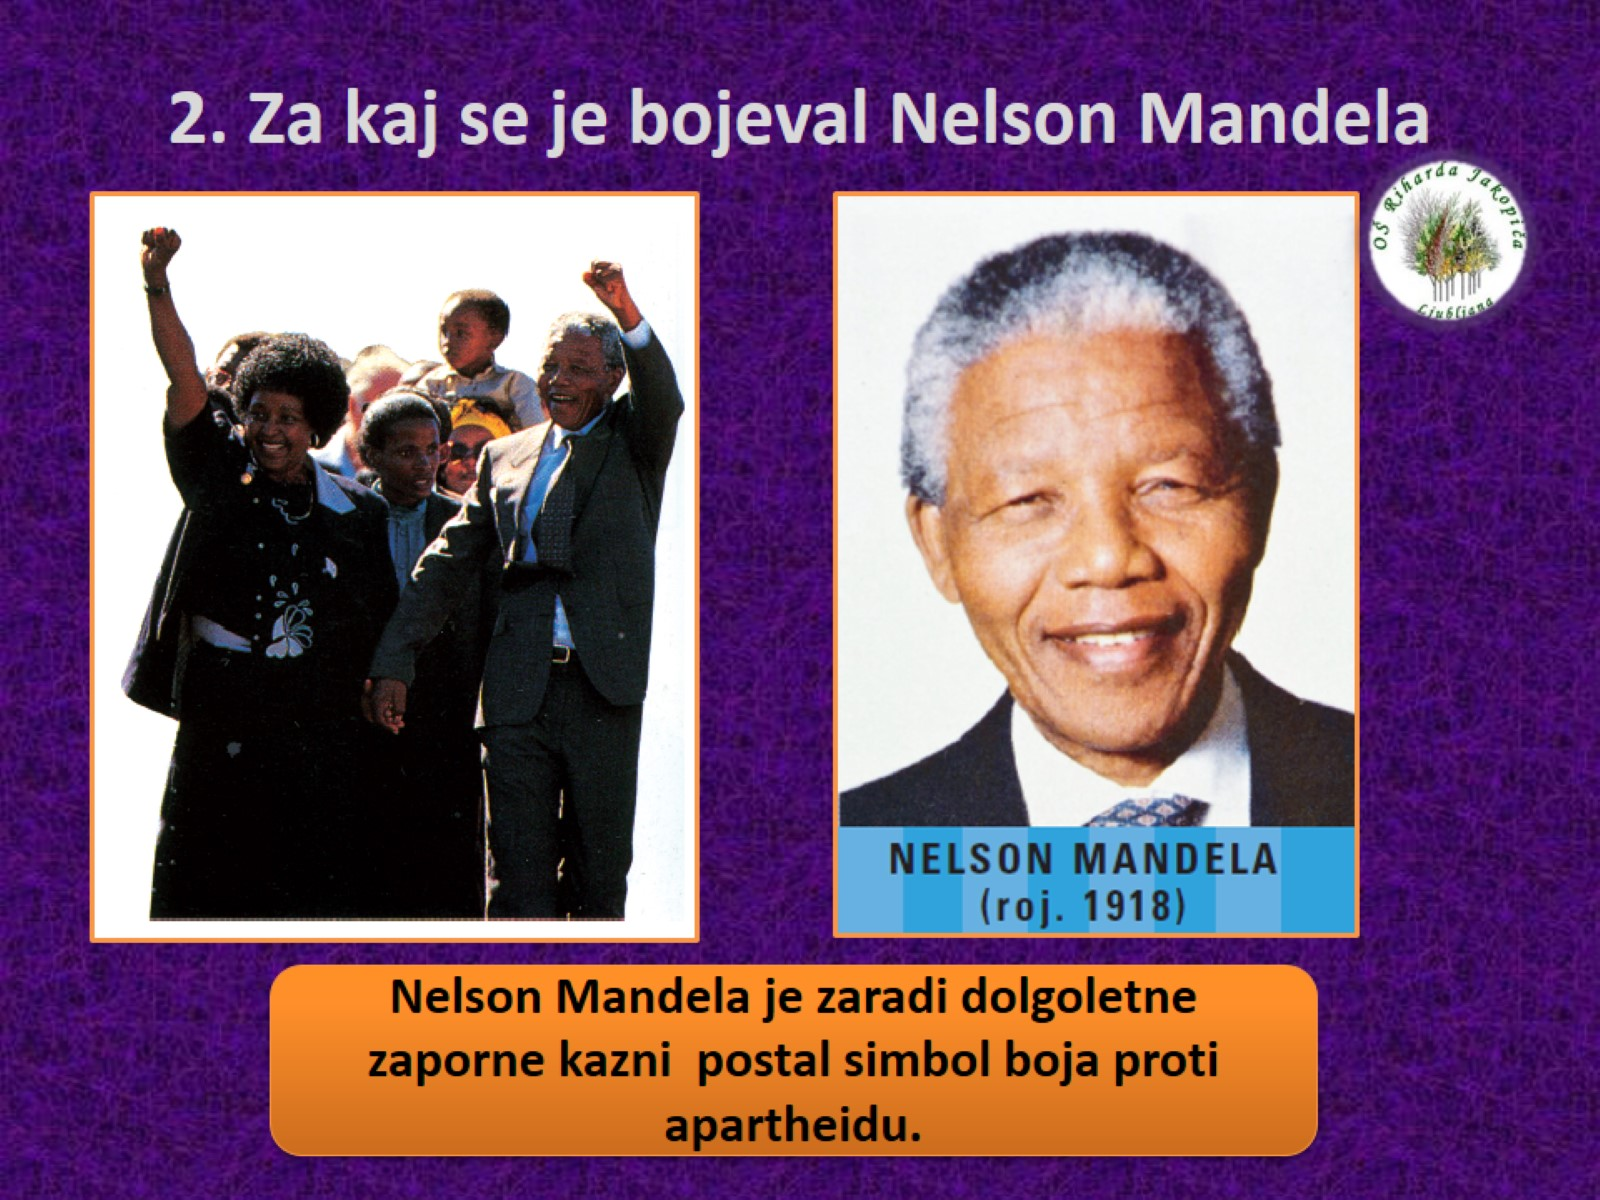 2. Za kaj se je bojeval Nelson Mandela
OŠ Riharda Jakopiča
Ljubljana
NELSON MANDELA
(roj. 1918)
Nelson Mandela je zaradi dolgoletne
zaporne kazni  postal simbol boja proti
apartheidu.